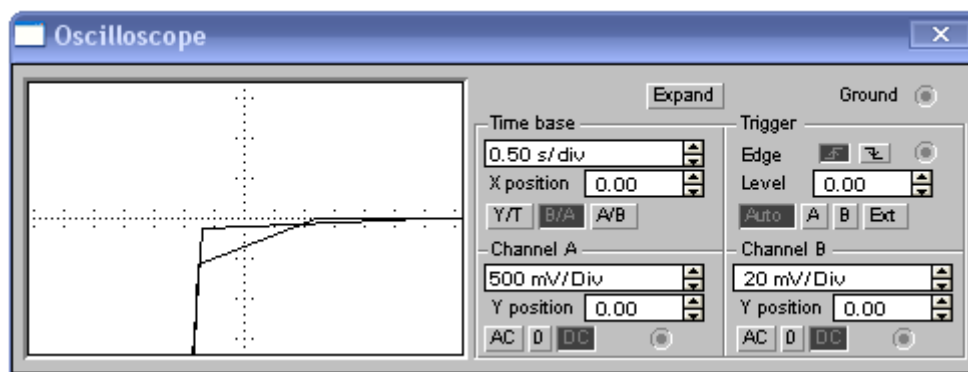 Oscilloscope
Expand
Ground
Time base
0.50 s/div
X position 0.00
Y/T B/A A/B
Trigger
Edge
Level 0.00
Auto A B Ext
Channel A
500 mV/Div
Y position 0.00
AC 0 DC
Channel B
20 mV/Div
Y position 0.00
AC 0 DC